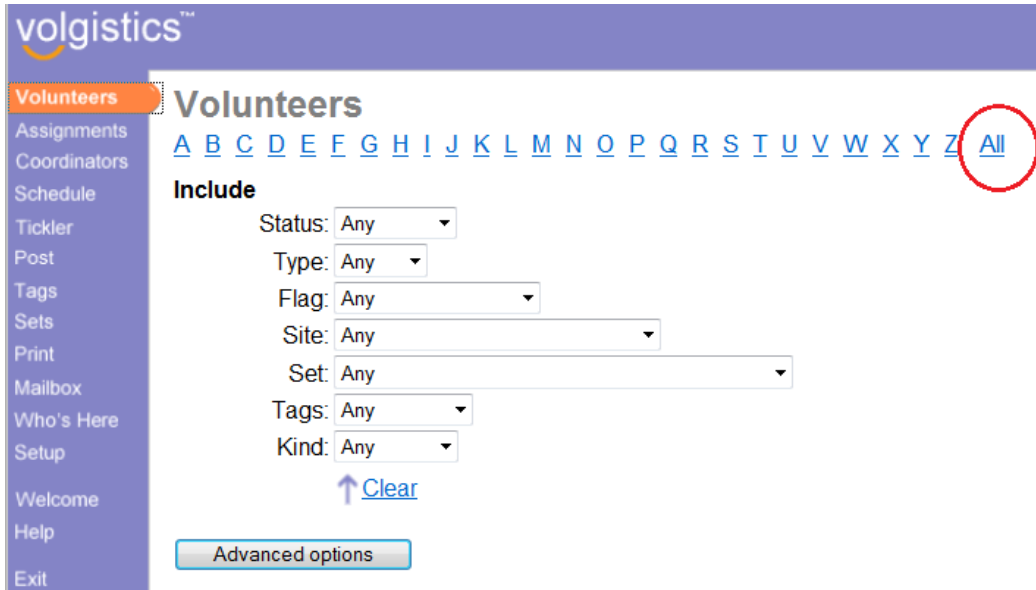 volgistics™
Volunteers
Assignments
Coordinators
Schedule
Tickler
Post
Tags
Sets
Print
Mailbox
Who's Here
Setup
Welcome
Help
Exit
Volunteers
A B C D E F G H I J K L M N O P Q R S T U V W X Y Z All
Include
Status: Any
Type: Any
Flag: Any
Site: Any
Set: Any
Tags: Any
Kind: Any
Clear
Advanced options